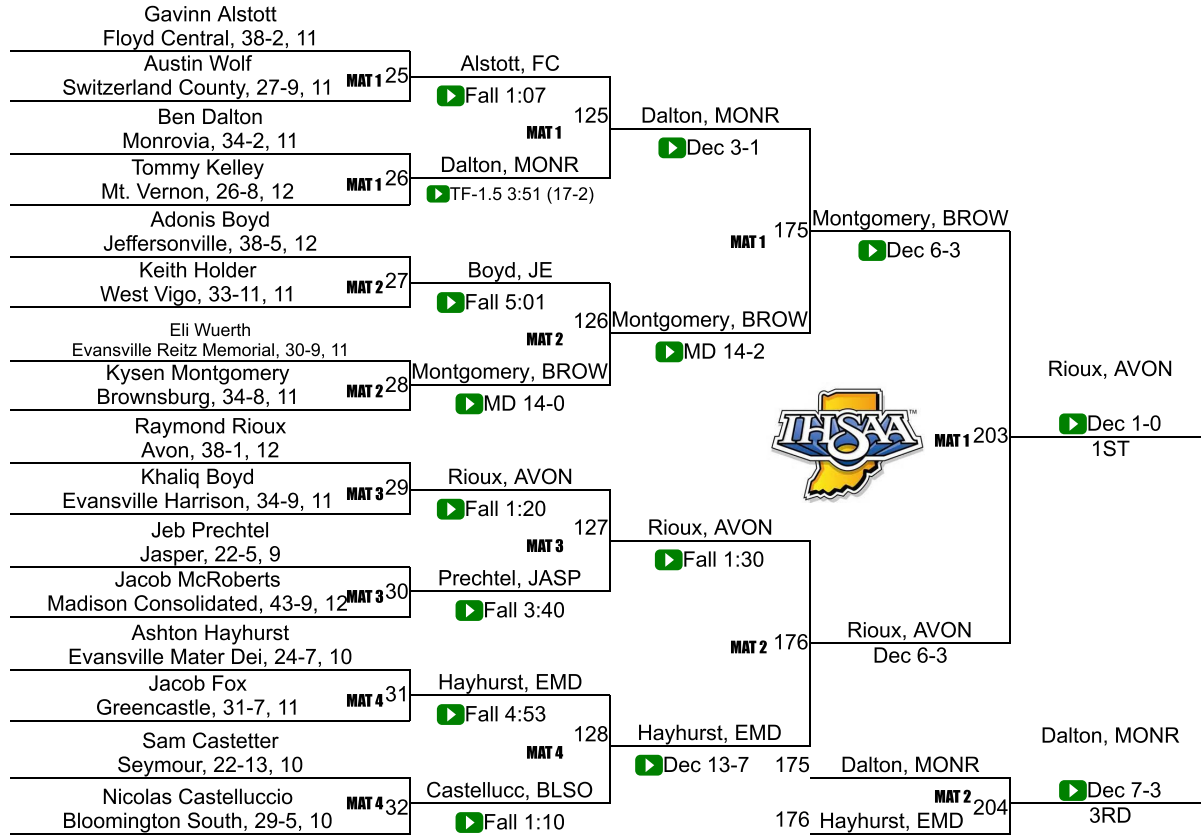 Gavinn Alstott
Floyd Central, 38-2, 11
Austin Wolf
Switzerland County, 27-9, 11
MAT 1 25
Alstott, FC
Fall 1:07
Ben Dalton
Monrovia, 34-2, 11
Tommy Kelley
Mt. Vernon, 26-8, 12
MAT 1 26
Dalton, MONR
TF-1.5 3:51 (17-2)
MAT 1 125
Dalton, MONR
Dec 3-1
Adonis Boyd
Jeffersonville, 38-5, 12
Keith Holder
West Vigo, 33-11, 11
MAT 2 27
Boyd, JE
Fall 5:01
Eli Wuerth
Evansville Reitz Memorial, 30-9, 11
Kysen Montgomery
Brownsburg, 34-8, 11
MAT 2 28
Montgomery, BROW
MD 14-0
MAT 2 126
Montgomery, BROW
MD 14-2
MAT 1 175
Montgomery, BROW
Dec 6-3
Raymond Rioux
Avon, 38-1, 12
Khaliq Boyd
Evansville Harrison, 34-9, 11
MAT 3 29
Rioux, AVON
Fall 1:20
Jeb Prechtel
Jasper, 22-5, 9
Jacob McRoberts
Madison Consolidated, 43-9, 12
MAT 3 30
Prechtel, JASP
Fall 3:40
MAT 3 127
Rioux, AVON
Fall 1:30
Ashton Hayhurst
Evansville Mater Dei, 24-7, 10
Jacob Fox
Greencastle, 31-7, 11
MAT 4 31
Hayhurst, EMD
Fall 4:53
Sam Castetter
Seymour, 22-13, 10
Nicolas Castelluccio
Bloomington South, 29-5, 10
MAT 4 32
Castellucc, BLSO
Fall 1:10
MAT 4 128
Hayhurst, EMD
Dec 13-7
MAT 2 176
Rioux, AVON
Dec 6-3
IHSAA™
MAT 1 203
Rioux, AVON
Dec 1-0
1ST
175 Dalton, MONR
176 Hayhurst, EMD
MAT 2 204
Dalton, MONR
Dec 7-3
3RD